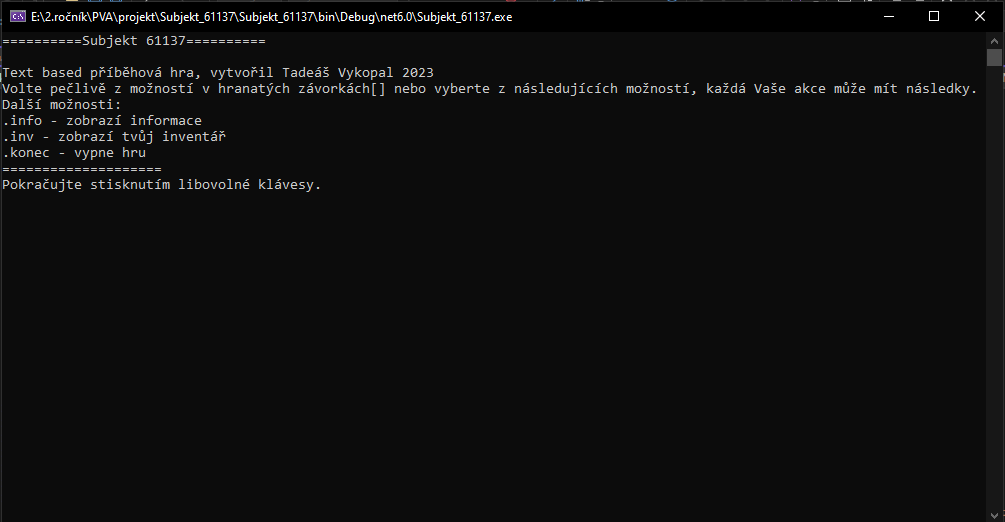 E:\2.ročník\PVA\projekt\Subjekt_61137\Subjekt_61137\bin\Debug\net6.0\Subjekt_61137.exe
==========Subjekt 61137==========
Text based příběhová hra, vytvořil Tadeáš Vykopal 2023
Volte pečlivě z možností v hranatých závorkách[] nebo vyberte z následujících možností, každá Vaše akce může mít následky.
Další možnosti:
.info - zobrazí informace
.inv - zobrazí tvůj inventář
.konec - vypne hru
====================
Pokračujte stisknutím libovolné klávesy.